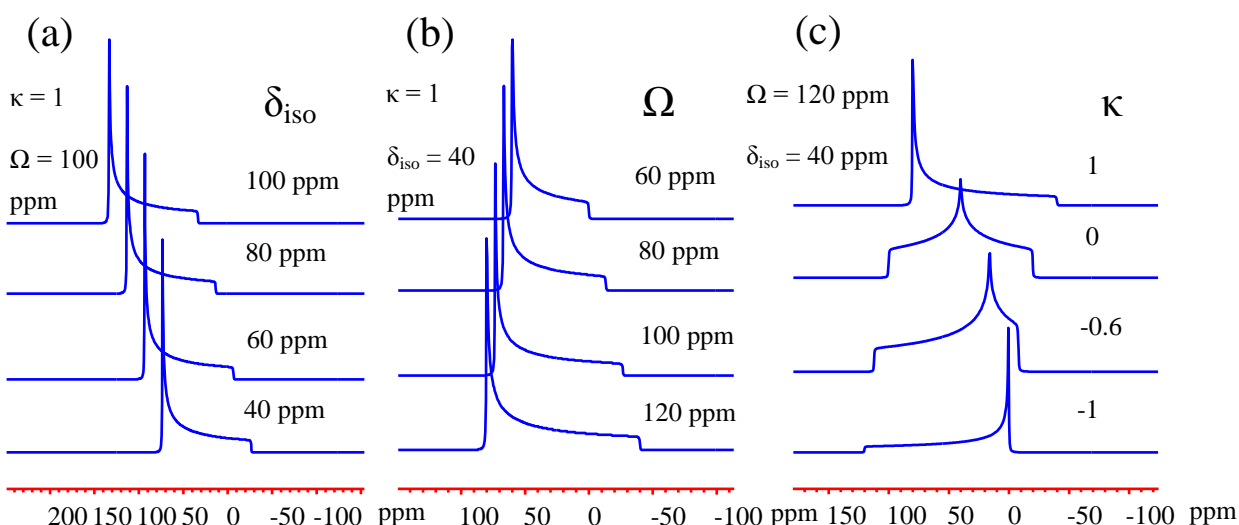 (a)
κ = 1
δiso
Ω = 100
ppm
100 ppm
80 ppm
60 ppm
40 ppm
200 150 100 50 0 -50 -100 ppm
(b)
κ = 1
Ω
δiso = 40
ppm
60 ppm
80 ppm
100 ppm
120 ppm
100 50 0 -50 -100 ppm
(c)
Ω = 120 ppm
κ
δiso = 40 ppm
1
0
-0.6
-1
150 100 50 0 -50 -100 ppm